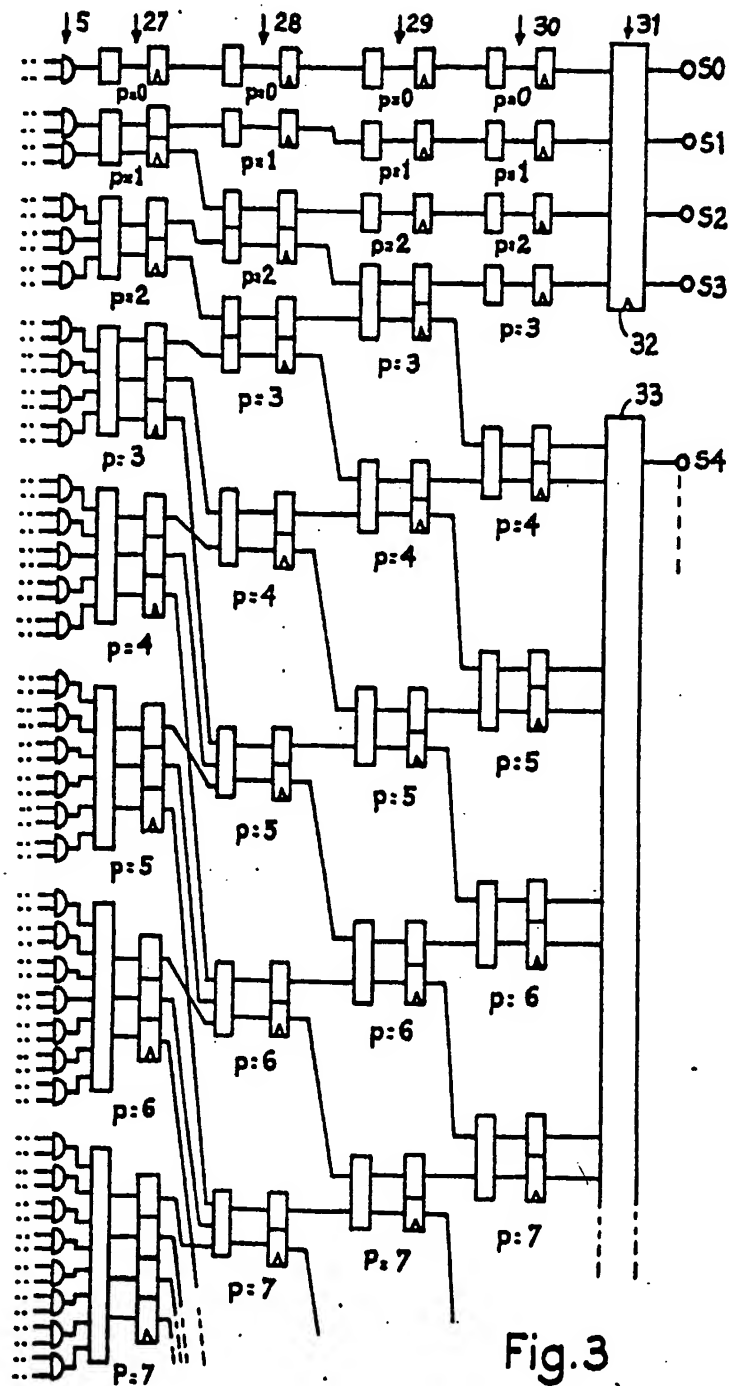 5 27 28 29 30 31
S0
p=0 p=0 p=0 p=0
S1
p=1 p=1 p=1 p=1
S2
p=2 p=2 p=2 p=2
S3
p=3 p=3 p=3 p=3
32
33
S4
p=4 p=4 p=4 p=4
p=5 p=5 p=5 p=5
p=6 p=6 p=6 p=6
P=7 p=7 P=7 p=7
Fig.3